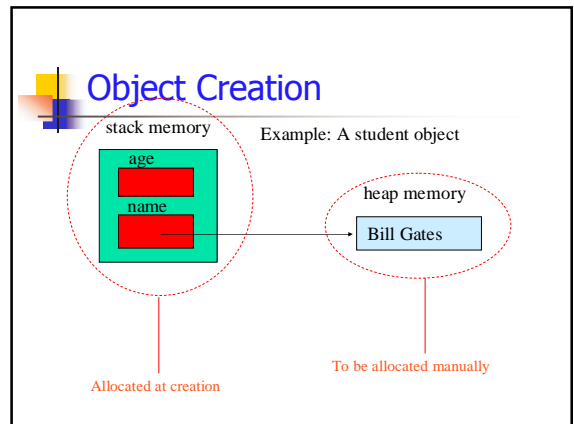 Object Creation
stack memory
Example: A student object
age
name
heap memory
Bill Gates
Allocated at creation
To be allocated manually